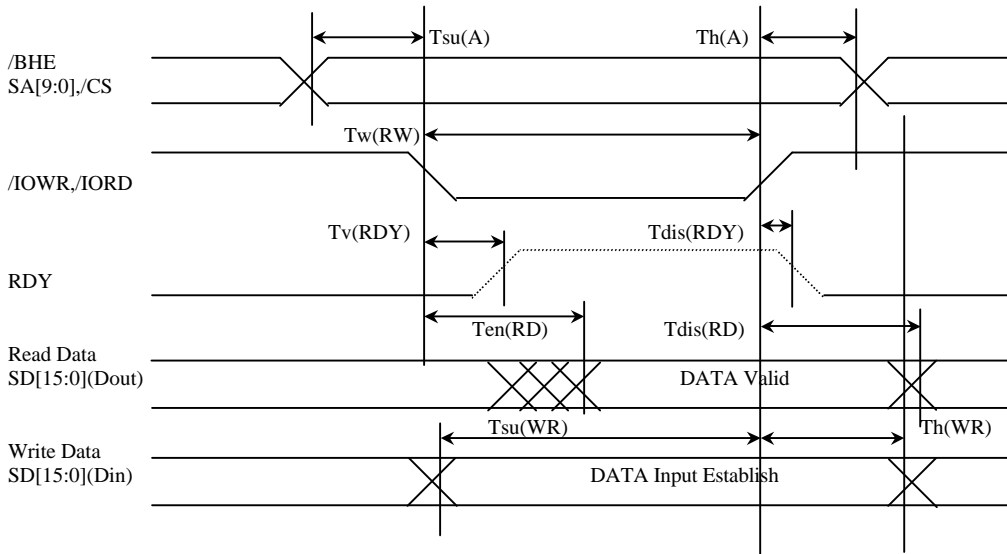 Tsu(A)
Th(A)
/BHE
SA[9:0],/CS
Tw(RW)
/IOWR,/IORD
Tv(RDY)
Tdis(RDY)
RDY
Ten(RD)
Tdis(RD)
Read Data
SD[15:0](Dout)
DATA Valid
Tsu(WR)
Th(WR)
Write Data
SD[15:0](Din)
DATA Input Establish